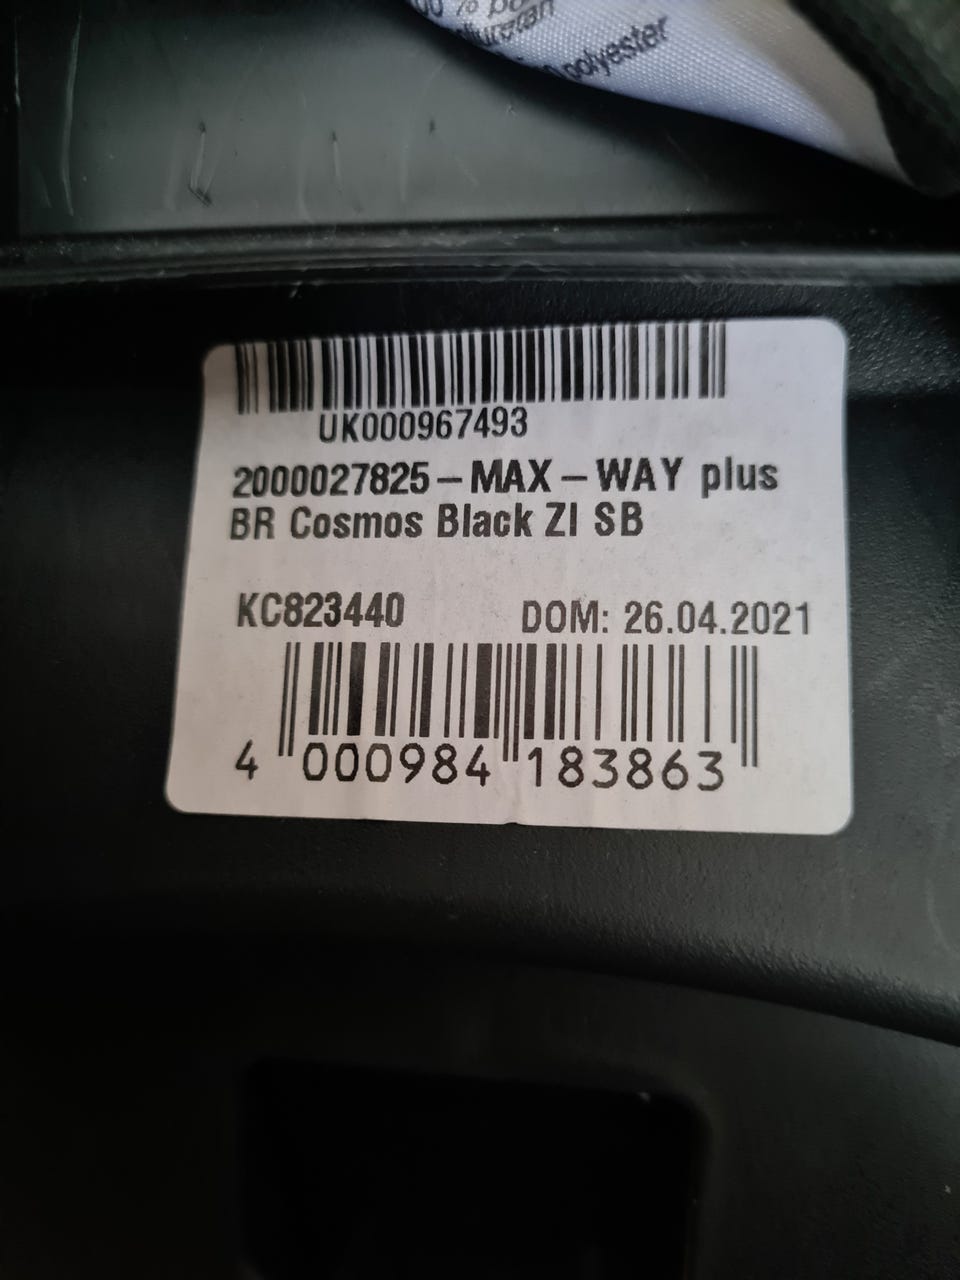 polyester
UK000967493
2000027825-MAX-WAY plus
BR Cosmos Black ZI SB
KC823440 DOM: 26.04.2021
4 000984 183863